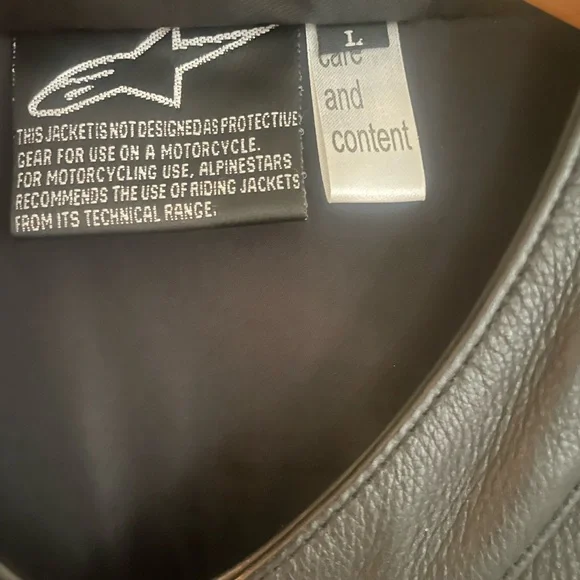 THIS JACKET IS NOT DESIGNED AS PROTECTIVE
GEAR FOR USE ON A MOTORCYCLE.
FOR MOTORCYCLING USE, ALPINESTARS
RECOMMENDS THE USE OF RIDING JACKETS
FROM ITS TECHNICAL RANGE.
L
care
and
content